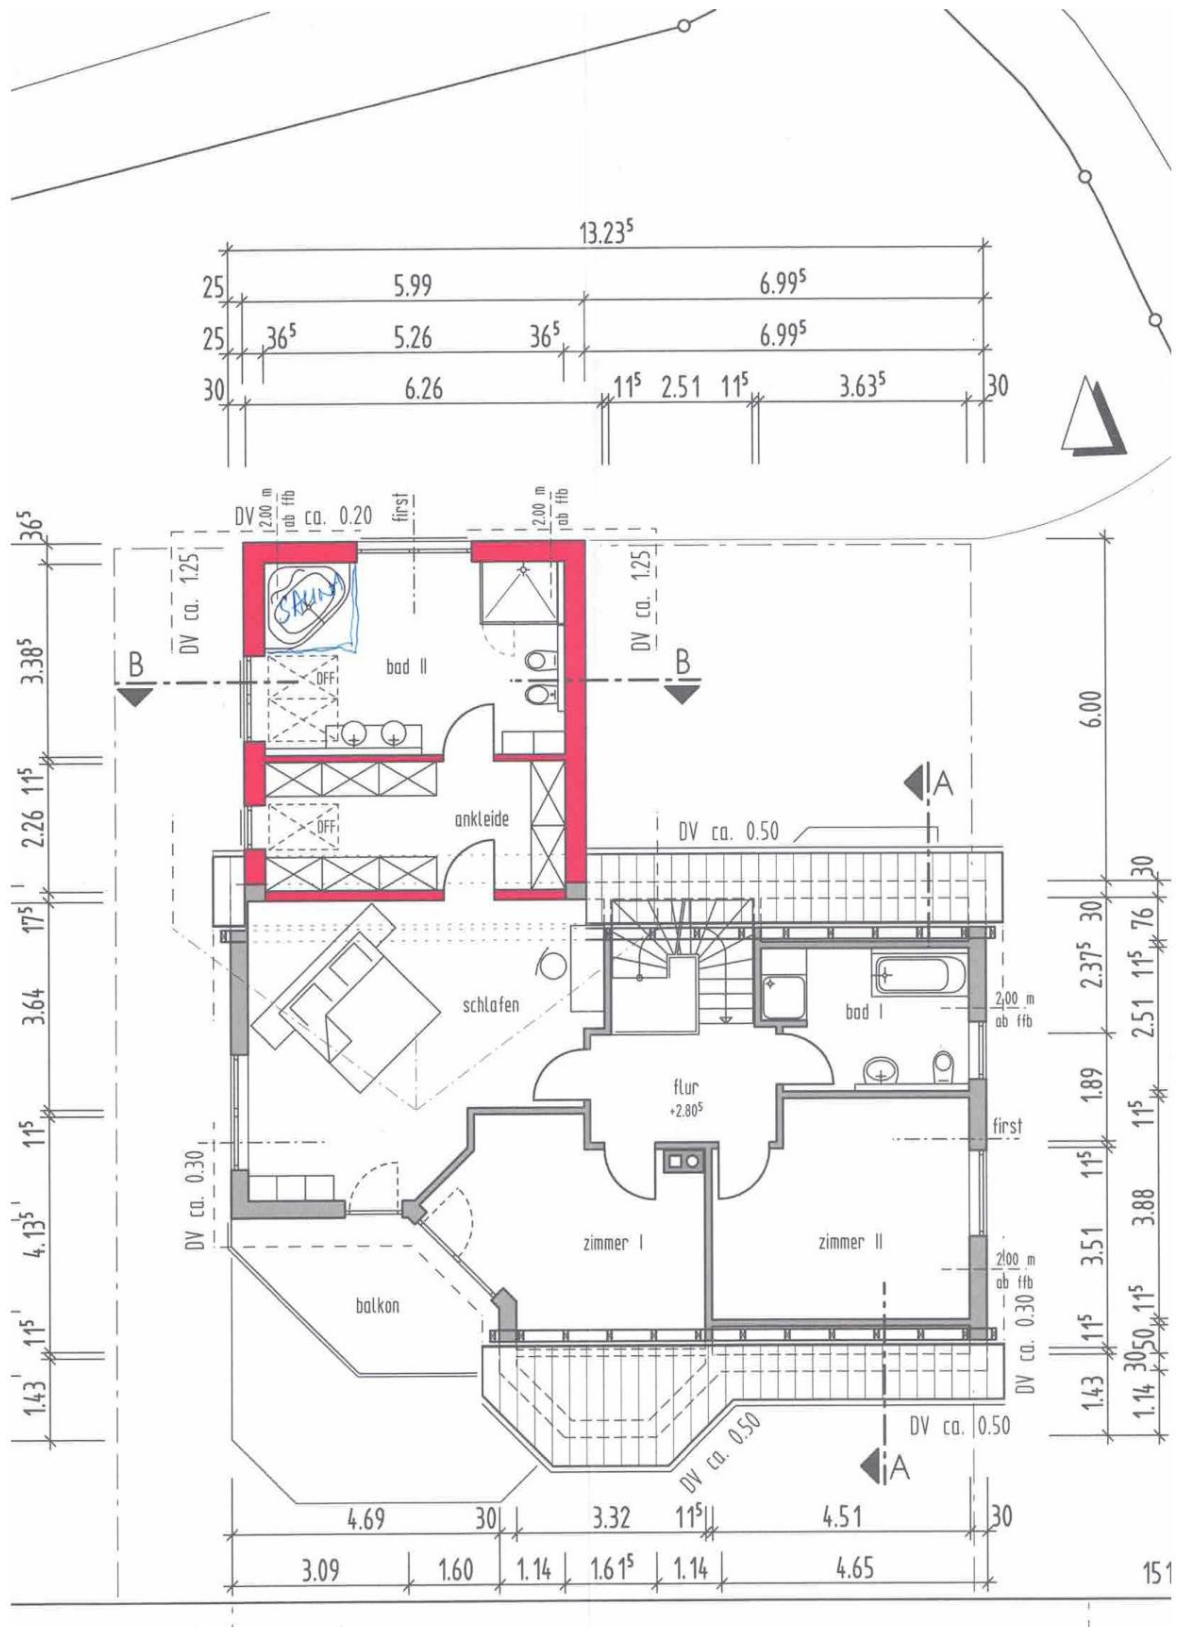 13.23⁵
25 5.99 6.99⁵
25 36⁵ 5.26 36⁵ 6.99⁵
30 6.26 11⁵ 2.51 11⁵ 3.63⁵ 30
DV ca. 0.20
2.00 m
ab ffb
first
2.00 m
ab ffb
36⁵
DV ca. 1.25
DV ca. 1.25
SAUNA
3.38⁵
B
B
bad II
DFF
6.00
11⁵
A
2.26
DFF
ankleide
DV ca. 0.50
17⁵
30
30
76
2.37⁵
11⁵
3.64
schlafen
bad I
2.00 m
ab ffb
2.51
flur
+2.80⁵
1.89
11⁵
11⁵
first
DV ca. 0.30
11⁵
4.13⁵
zimmer I
zimmer II
3.51
3.88
2.00 m
ab ffb
balkon
DV ca. 0.30
11⁵
11⁵
11⁵
50
30
1.43
1.43
1.14
DV ca. 0.50
DV ca. 0.50
A
4.69 30 3.32 11⁵ 4.51 30
3.09 1.60 1.14 1.61⁵ 1.14 4.65 151